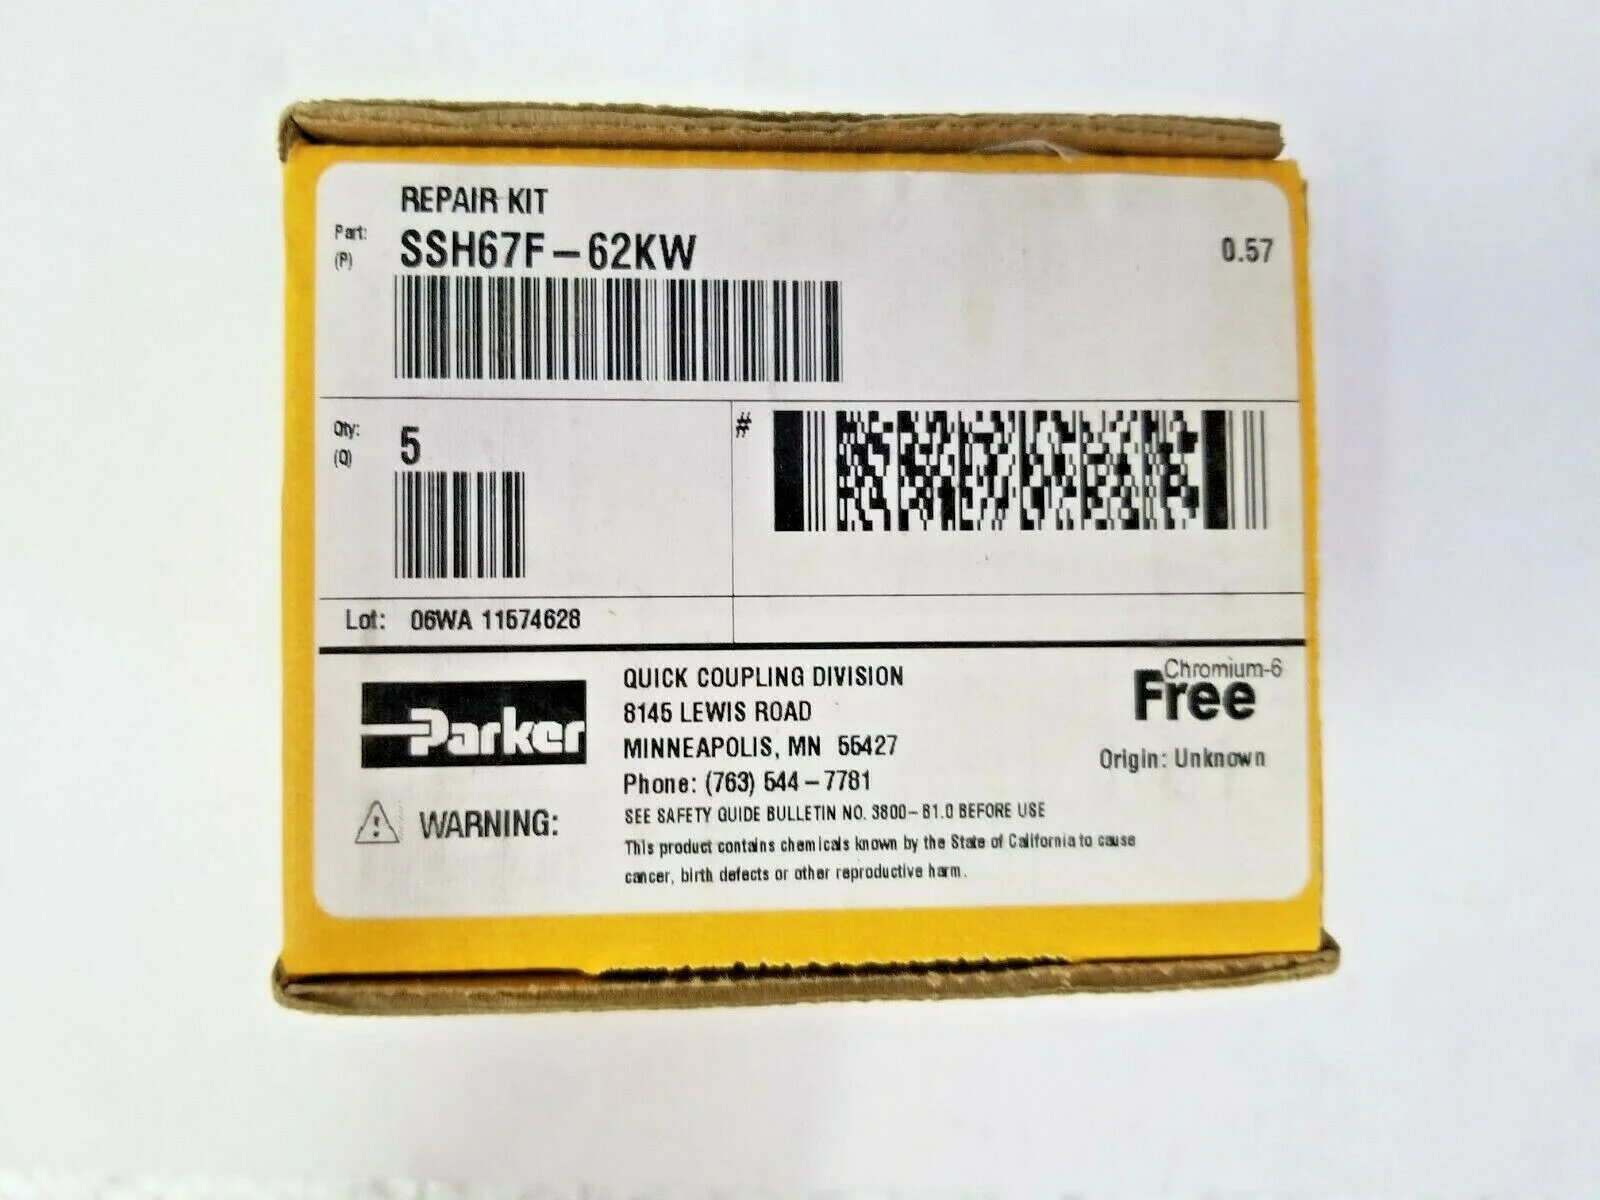 REPAIR KIT
Part:
(P)
SSH67F-62KW
0.57
Qty:
(Q)
5
#
Lot: 06WA 11574628
Parker
QUICK COUPLING DIVISION
8145 LEWIS ROAD
MINNEAPOLIS, MN 55427
Phone: (763) 544-7781
Chromium-6
Free
Origin: Unknown
WARNING:
SEE SAFETY GUIDE BULLETIN NO. 3800-B1.0 BEFORE USE
This product contains chemicals known by the State of California to cause
cancer, birth defects or other reproductive harm.